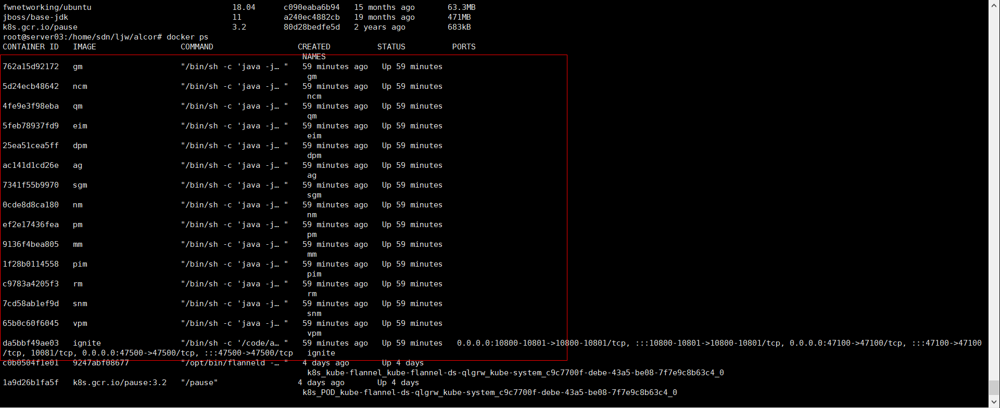 fwnetworking/ubuntu 18.04 c090eaba6b94 15 months ago 63.3MB
jboss/base-jdk 11 a240ec4882cb 19 months ago 471MB
k8s.gcr.io/pause 3.2 80d28bedfe5d 2 years ago 683kB
root@server03:/home/sdn/ljw/alcor# docker ps
CONTAINER ID IMAGE COMMAND CREATED STATUS PORTS
NAMES
762a15d92172 gm "/bin/sh -c 'java -j… " 59 minutes ago Up 59 minutes
gm
5d24ecb48642 ncm "/bin/sh -c 'java -j… " 59 minutes ago Up 59 minutes
ncm
4fe9e3f98eba qm "/bin/sh -c 'java -j… " 59 minutes ago Up 59 minutes
qm
5feb78937fd9 eim "/bin/sh -c 'java -j… " 59 minutes ago Up 59 minutes
eim
25ea51cea5ff dpm "/bin/sh -c 'java -j… " 59 minutes ago Up 59 minutes
dpm
ac141d1cd26e ag "/bin/sh -c 'java -j… " 59 minutes ago Up 59 minutes
ag
7341f55b9970 sgm "/bin/sh -c 'java -j… " 59 minutes ago Up 59 minutes
sgm
0cde8d8ca180 nm "/bin/sh -c 'java -j… " 59 minutes ago Up 59 minutes
nm
ef2e17436fea pm "/bin/sh -c 'java -j… " 59 minutes ago Up 59 minutes
pm
9136f4bea805 mm "/bin/sh -c 'java -j… " 59 minutes ago Up 59 minutes
mm
1f28b0114558 pim "/bin/sh -c 'java -j… " 59 minutes ago Up 59 minutes
pim
c9783a4205f3 rm "/bin/sh -c 'java -j… " 59 minutes ago Up 59 minutes
rm
7cd58ab1ef9d snm "/bin/sh -c 'java -j… " 59 minutes ago Up 59 minutes
snm
65b0c60f6045 vpm "/bin/sh -c 'java -j… " 59 minutes ago Up 59 minutes
vpm
da5bbf49ae03 ignite "/bin/sh -c '/code/a… " 59 minutes ago Up 59 minutes 0.0.0.0:10800-10801->10800-10801/tcp, :::10800-10801->10800-10801/tcp, 0.0.0.0:47100->47100/tcp, :::47100->47100
/tcp, 10081/tcp, 0.0.0.0:47500->47500/tcp, :::47500->47500/tcp ignite
c0b0504f1e01 9247abf08677 "/opt/bin/flanneld -… " 4 days ago Up 4 days
k8s_kube-flannel_kube-flannel-ds-qlgrw_kube-system_c9c7700f-debe-43a5-be08-7f7e9c8b63c4_0
1a9d26b1fa5f k8s.gcr.io/pause:3.2 "/pause" 4 days ago Up 4 days
k8s_POD_kube-flannel-ds-qlgrw_kube-system_c9c7700f-debe-43a5-be08-7f7e9c8b63c4_0